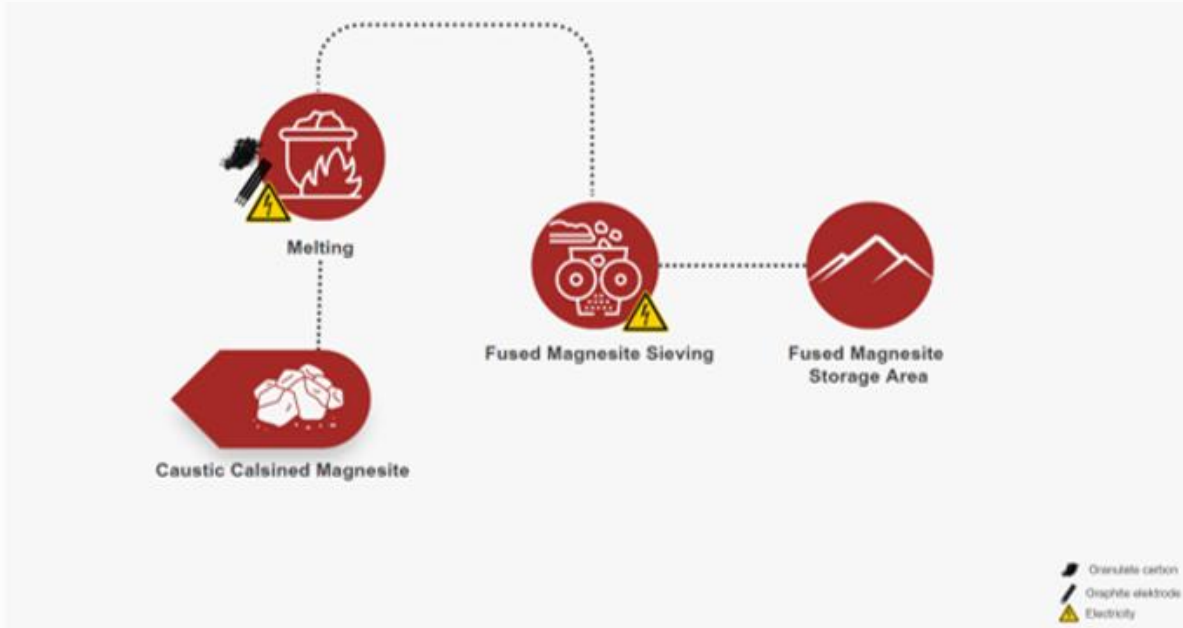 Melting
Caustic Calsined Magnesite
Fused Magnesite Sieving
Fused Magnesite
Storage Area
Granulate carbon
Graphite elektrode
Electricity